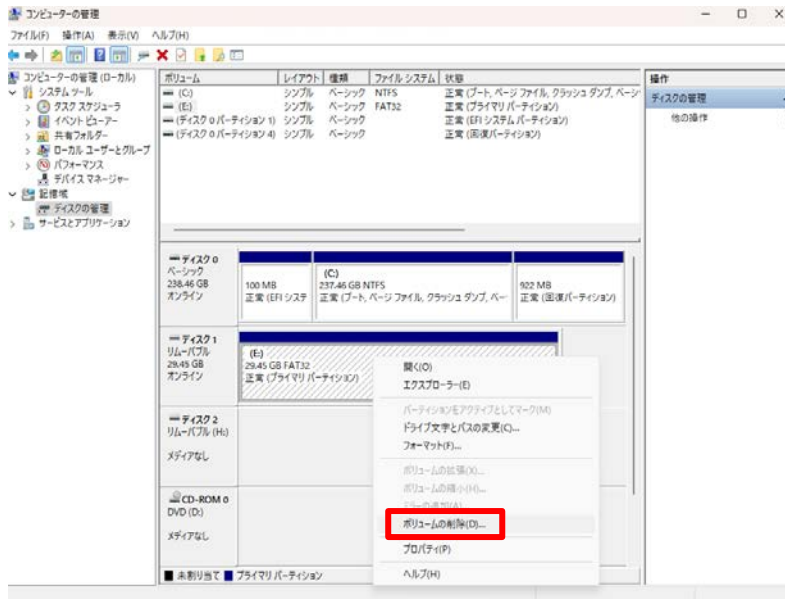 コンピューターの管理
ファイル(F) 操作(A) 表示(V) ヘルプ(H)
コンピューターの管理 (ローカル)
システム ツール
タスク スケジューラ
イベント ビューアー
共有フォルダー
ローカル ユーザーとグループ
パフォーマンス
デバイス マネージャー
記憶域
ディスクの管理
サービスとアプリケーション
ボリューム レイアウト 種類 ファイル システム 状態
(C:) シンプル ベーシック NTFS 正常 (ブート, ページ ファイル, クラッシュ ダンプ, ベーシ
(E:) シンプル ベーシック FAT32 正常 (プライマリ パーティション)
(ディスク 0 パーティション 1) シンプル ベーシック 正常 (EFI システム パーティション)
(ディスク 0 パーティション 4) シンプル ベーシック 正常 (回復パーティション)
操作
ディスクの管理
他の操作
ディスク 0
ベーシック
238.46 GB
オンライン
100 MB
正常 (EFI システ
(C:)
237.46 GB NTFS
正常 (ブート, ページ ファイル, クラッシュ ダンプ, ベー
922 MB
正常 (回復パーティション)
ディスク 1
リムーバブル
29.45 GB
オンライン
(E:)
29.45 GB FAT32
正常 (プライマリ パーティション)
ディスク 2
リムーバブル (H:)
メディアなし
CD-ROM 0
DVD (D:)
メディアなし
開く(O)
エクスプローラー(E)
パーティションをアクティブとしてマーク(M)
ドライブ文字とパスの変更(C)...
フォーマット(F)...
ボリュームの拡張(X)...
ボリュームの縮小(H)...
ミラーの追加(A)...
ボリュームの削除(D)...
プロパティ(P)
ヘルプ(H)
未割り当て プライマリ パーティション